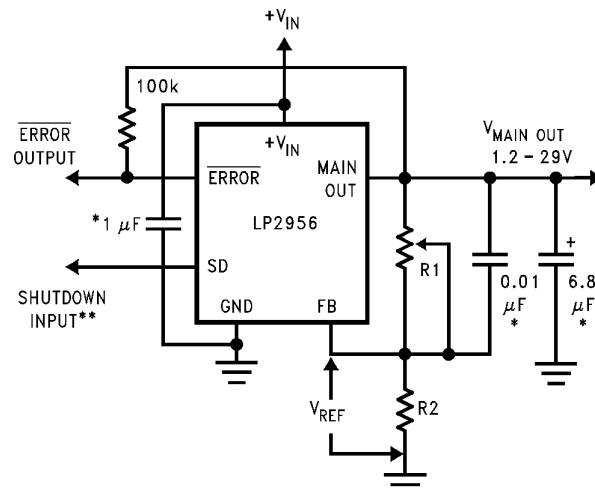 +VIN
100k
ERROR
OUTPUT
+VIN
ERROR
MAIN
OUT
VMAIN OUT
1.2 – 29V
*1 μF
LP2956
SD
R1
0.01
μF
*
+
6.8
μF
*
SHUTDOWN
INPUT**
GND
FB
VREF
R2